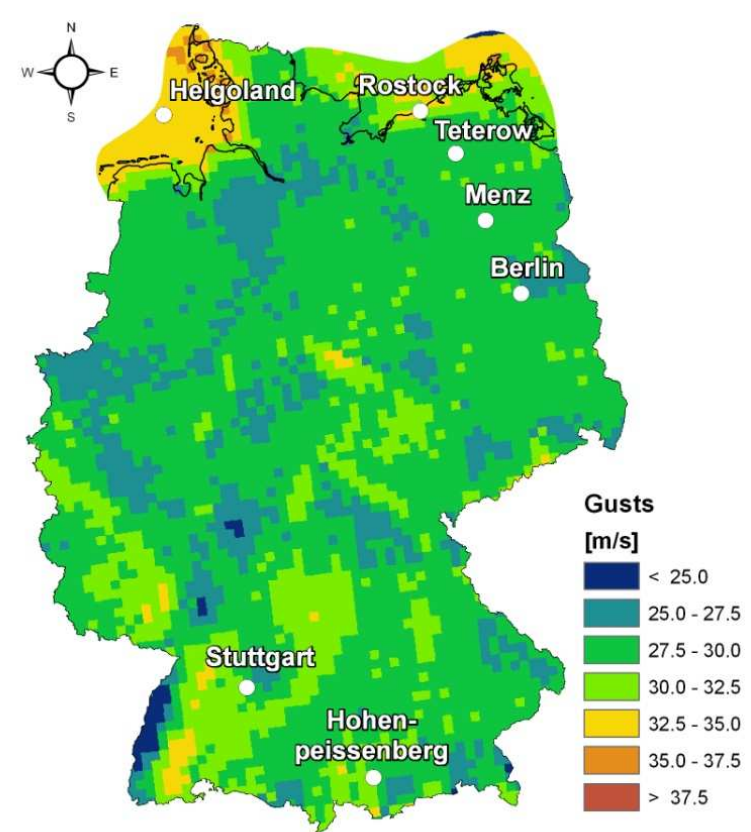 N
W
E
S
Helgoland
Rostock
Teterow
Menz
Berlin
Stuttgart
Hohen-
peissenberg
Gusts
[m/s]
< 25.0
25.0 - 27.5
27.5 - 30.0
30.0 - 32.5
32.5 - 35.0
35.0 - 37.5
> 37.5